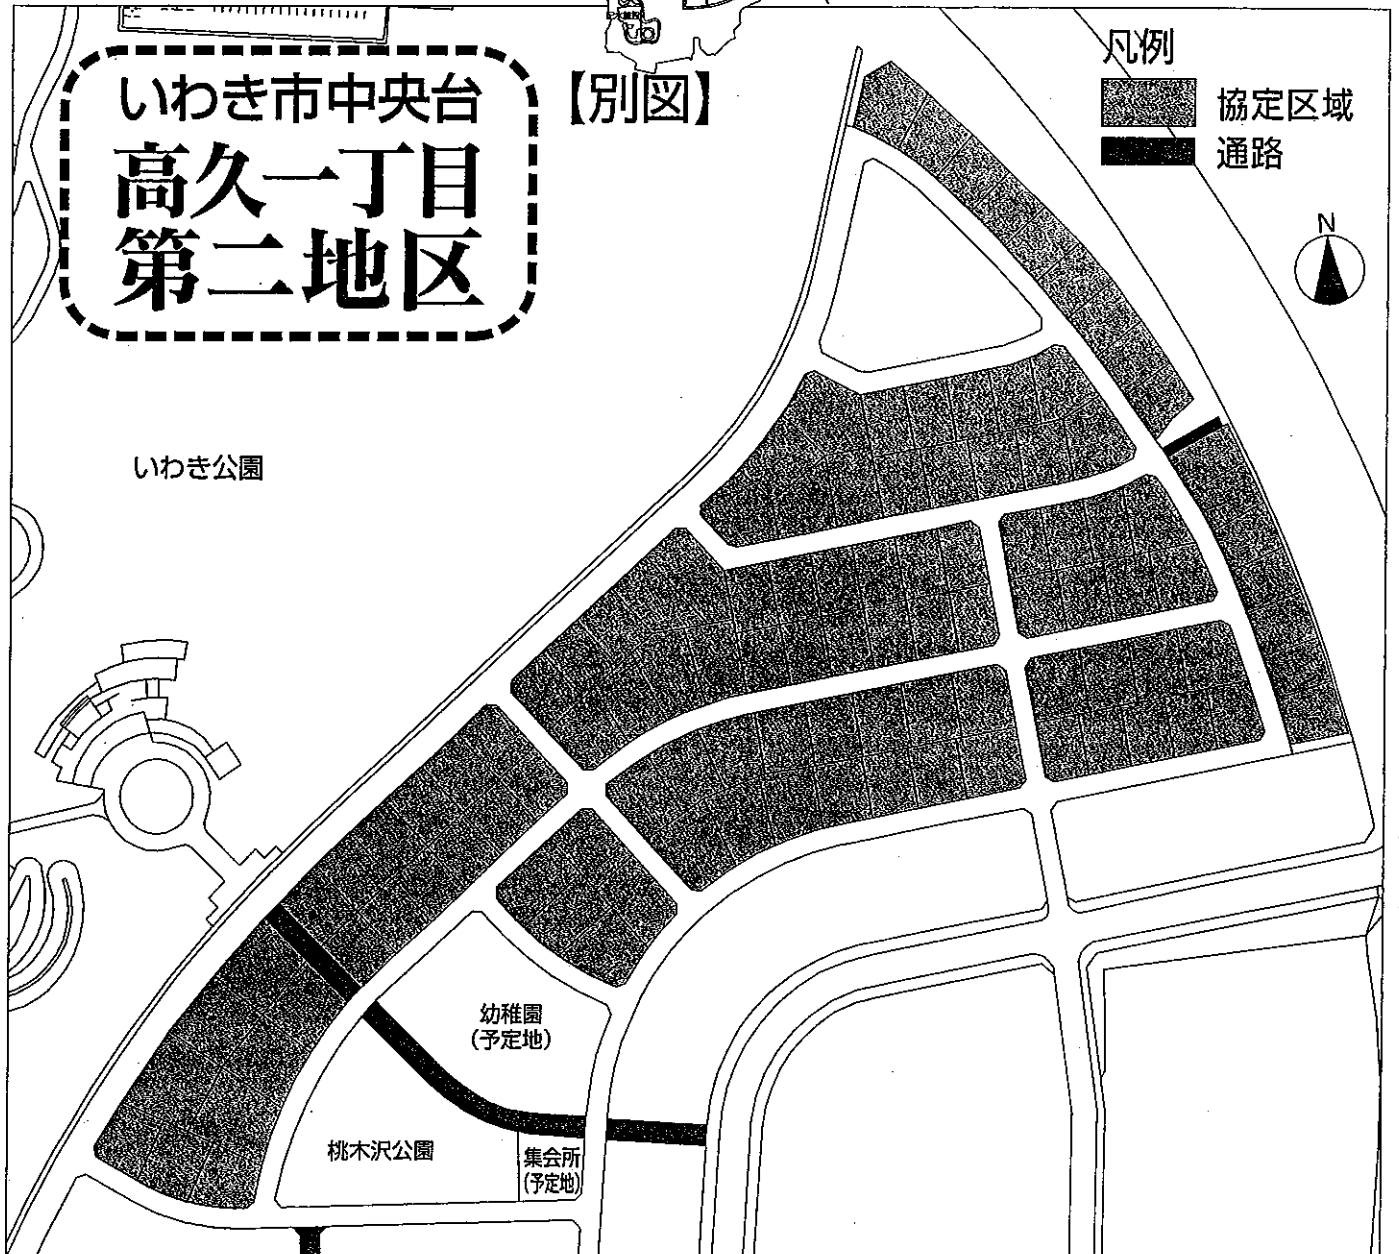 いわき市中央台
高久一丁目
第二地区
【別図】
凡例
協定区域
通路
N
いわき公園
幼稚園
(予定地)
桃木沢公園
集会所
(予定地)